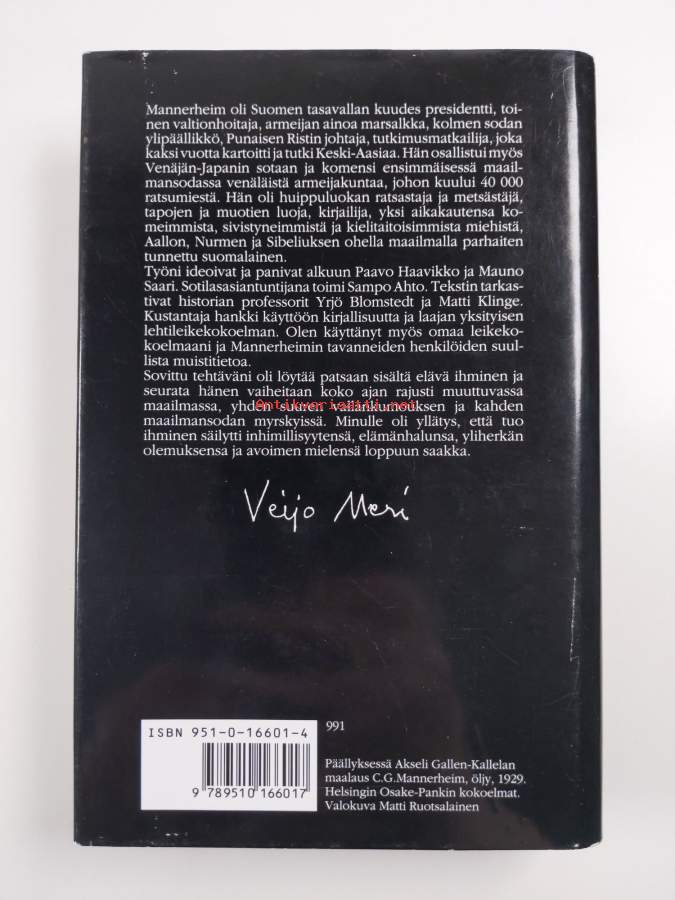 Mannerheim oli Suomen tasavallan kuudes presidentti, toi-
nen valtionhoitaja, armeijan ainoa marsalkka, kolmen sodan
ylipäällikkö, Punaisen Ristin johtaja, tutkimusmatkailija, joka
kaksi vuotta kartoitti ja tutki Keski-Aasiaa. Hän osallistui myös
Venäjän-Japanin sotaan ja komensi ensimmäisessä maail-
mansodassa venäläistä armeijakuntaa, johon kuului 40 000
ratsumiestä. Hän oli huippuluokan ratsastaja ja metsästäjä,
tapojen ja muotien luoja, kirjailija, yksi aikakautensa ko-
meimmista, sivistyneimmistä ja kielitaitoisimmista miehistä,
Aallon, Nurmen ja Sibeliuksen ohella maailmalla parhaiten
tunnettu suomalainen.
Työni ideoivat ja panivat alkuun Paavo Haavikko ja Mauno
Saari. Sotilasasiantuntijana toimi Sampo Ahto. Tekstin tarkas-
tivat historian professorit Yrjö Blomstedt ja Matti Klinge.
Kustantaja hankki käyttöön kirjallisuutta ja laajan yksityisen
lehtileikekokoelman. Olen käyttänyt myös omaa leikeko-
koelmaani ja Mannerheimin tavanneiden henkilöiden suul-
lista muistitietoa.
Sovittu tehtäväni oli löytää patsaan sisältä elävä ihminen ja
seurata hänen vaiheitaan koko ajan rajusti muuttuvassa
maailmassa, yhden suuren vallankumouksen ja kahden
Antikvariaatti.net
maailmansodan myrskyissä. Minulle oli yllätys, että tuo
ihminen säilytti inhimillisyytensä, elämänhalunsa, yliherkän
olemuksensa ja avoimen mielensä loppuun saakka.
Veijo Meri
ISBN 951-0-16601-4
9 789510 166017
991
Päällyksessä Akseli Gallen-Kallelan
maalaus C.G.Mannerheim, öljy, 1929.
Helsingin Osake-Pankin kokoelmat.
Valokuva Matti Ruotsalainen